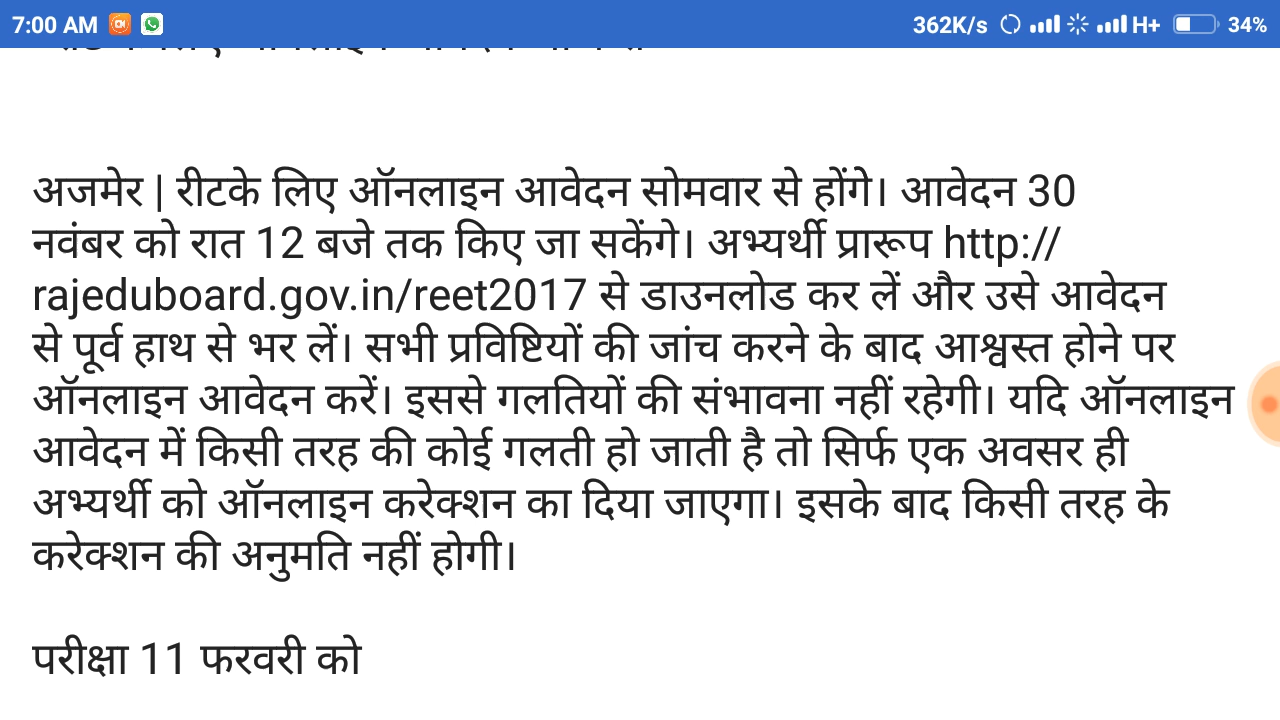 7:00 AM 362K/s H+ 34%
अजमेर | रीटके लिए ऑनलाइन आवेदन सोमवार से होंगे। आवेदन 30
नवंबर को रात 12 बजे तक किए जा सकेंगे। अभ्यर्थी प्रारूप http://
rajeduboard.gov.in/reet2017 से डाउनलोड कर लें और उसे आवेदन
से पूर्व हाथ से भर लें। सभी प्रविष्टियों की जांच करने के बाद आश्वस्त होने पर
ऑनलाइन आवेदन करें। इससे गलतियों की संभावना नहीं रहेगी। यदि ऑनलाइन
आवेदन में किसी तरह की कोई गलती हो जाती है तो सिर्फ एक अवसर ही
अभ्यर्थी को ऑनलाइन करेक्शन का दिया जाएगा। इसके बाद किसी तरह के
करेक्शन की अनुमति नहीं होगी।
परीक्षा 11 फरवरी को